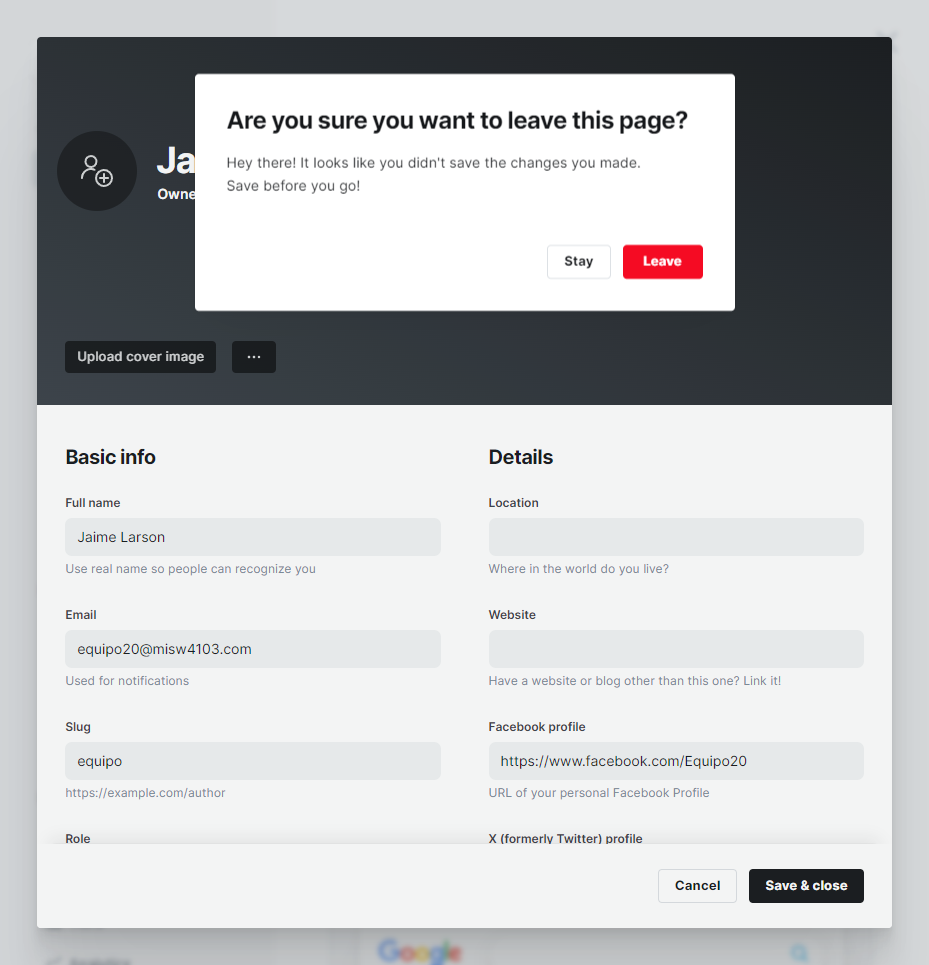 Are you sure you want to leave this page?
Hey there! It looks like you didn't save the changes you made.
Save before you go!
Stay
Leave
Ja
Owne
Upload cover image
...
Basic info
Details
Full name
Location
Jaime Larson
Use real name so people can recognize you
Where in the world do you live?
Email
Website
equipo20@misw4103.com
Used for notifications
Have a website or blog other than this one? Link it!
Slug
Facebook profile
equipo
https://www.facebook.com/Equipo20
https://example.com/author
URL of your personal Facebook Profile
Role
X (formerly Twitter) profile
Cancel
Save & close
Analytics
Google